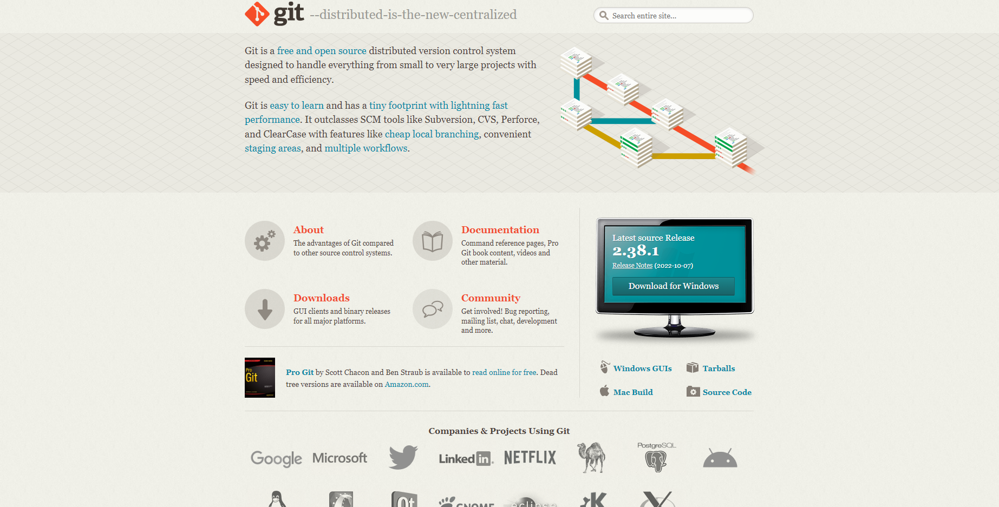 git --distributed-is-the-new-centralized
Search entire site...
Git is a free and open source distributed version control system
designed to handle everything from small to very large projects with
speed and efficiency.
Git is easy to learn and has a tiny footprint with lightning fast
performance. It outclasses SCM tools like Subversion, CVS, Perforce,
and ClearCase with features like cheap local branching, convenient
staging areas, and multiple workflows.
About
The advantages of Git compared
to other source control systems.
Documentation
Command reference pages, Pro
Git book content, videos and
other material.
Downloads
GUI clients and binary releases
for all major platforms.
Community
Get involved! Bug reporting,
mailing list, chat, development
and more.
Latest source Release
2.38.1
Release Notes (2022-10-07)
Download for Windows
Pro
Git
Pro Git by Scott Chacon and Ben Straub is available to read online for free. Dead
tree versions are available on Amazon.com.
Windows GUIs
Tarballs
Mac Build
Source Code
Companies & Projects Using Git
Google
Microsoft
Linked in
NETFLIX
PostgreSQL
Qt
GNOME
eclipse
K
X